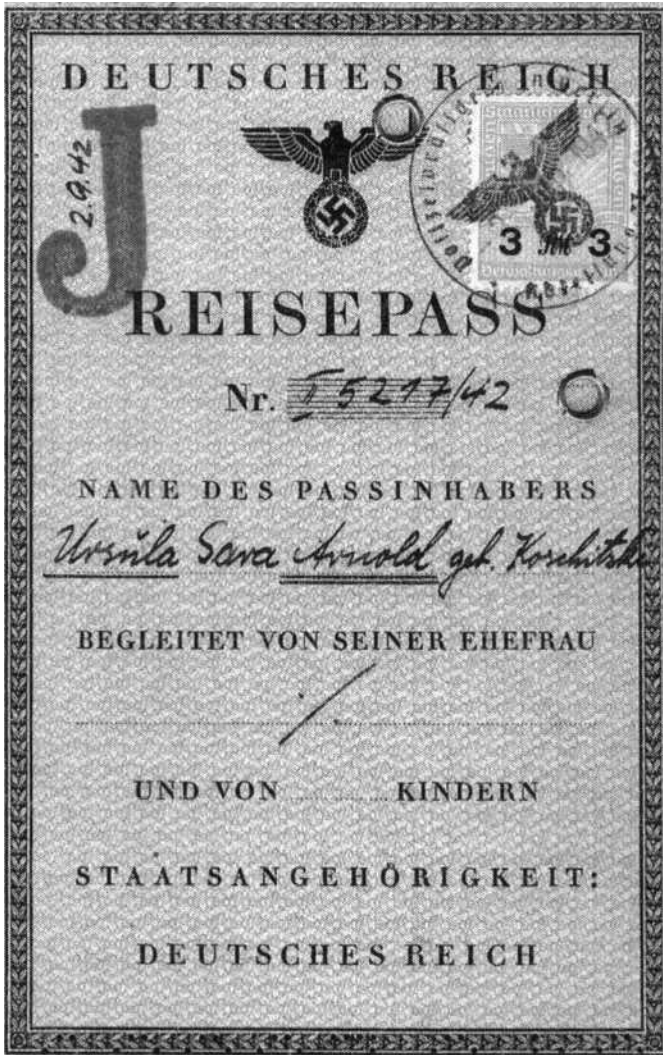 DEUTSCHES REICH
J
2.9.42
3 RM 3
REISEPASS
Nr. I 5217/42
NAME DES PASSINHABERS
Ursula Sara Arnold geb. Koschitzki
BEGLEITET VON SEINER EHEFRAU
UND VON KINDERN
STAATSANGEHÖRIGKEIT:
DEUTSCHES REICH